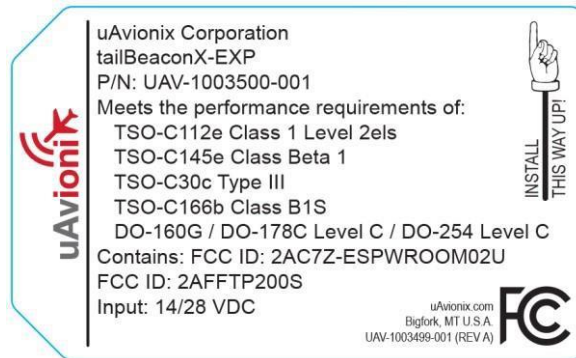 uAvionix Corporation
tailBeaconX-EXP
P/N: UAV-1003500-001
Meets the performance requirements of:
TSO-C112e Class 1 Level 2els
TSO-C145e Class Beta 1
TSO-C30c Type III
TSO-C166b Class B1S
DO-160G / DO-178C Level C / DO-254 Level C
Contains: FCC ID: 2AC7Z-ESPWROOM02U
FCC ID: 2AFFTP200S
Input: 14/28 VDC
uAvionix
INSTALL
THIS WAY UP!
uAvionix.com
Bigfork, MT U.S.A.
UAV-1003499-001 (REV A)
FCC